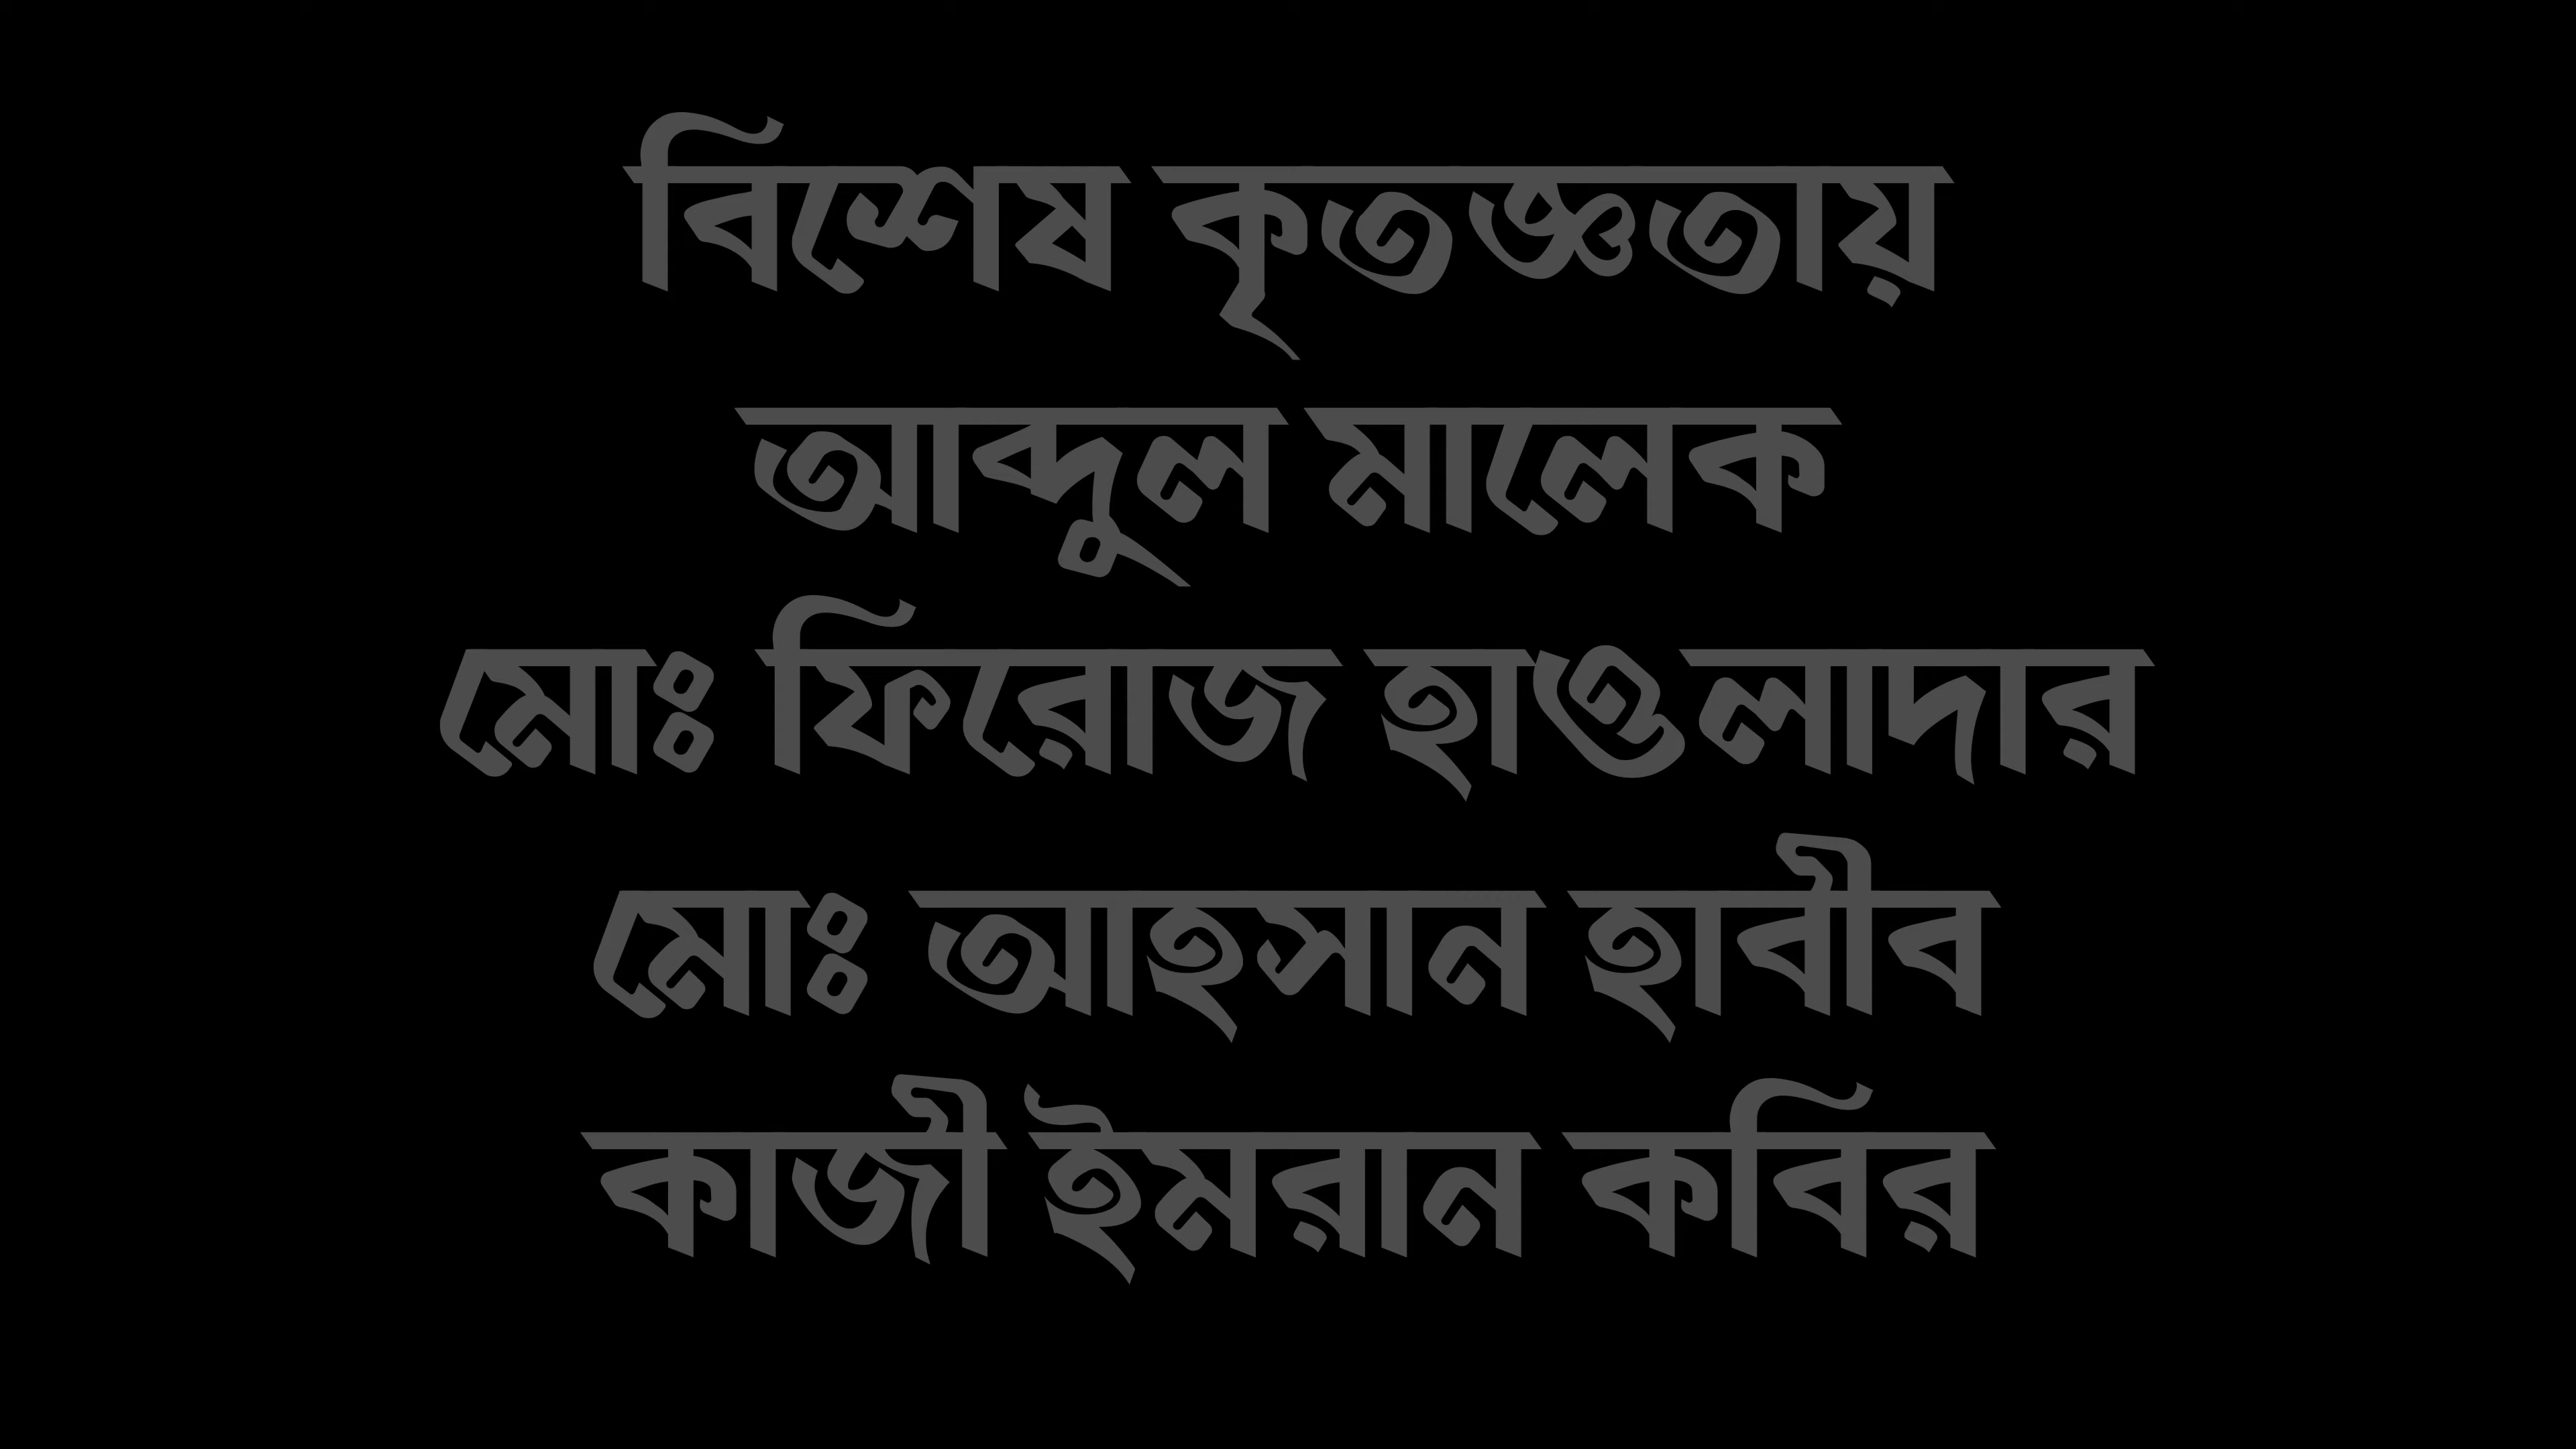 বিশেষ কৃতজ্ঞতায়
আব্দুল মালেক
মোঃ ফিরোজ হাওলাদার
মোঃ আহসান হাবীব
কাজী ইমরান কবির